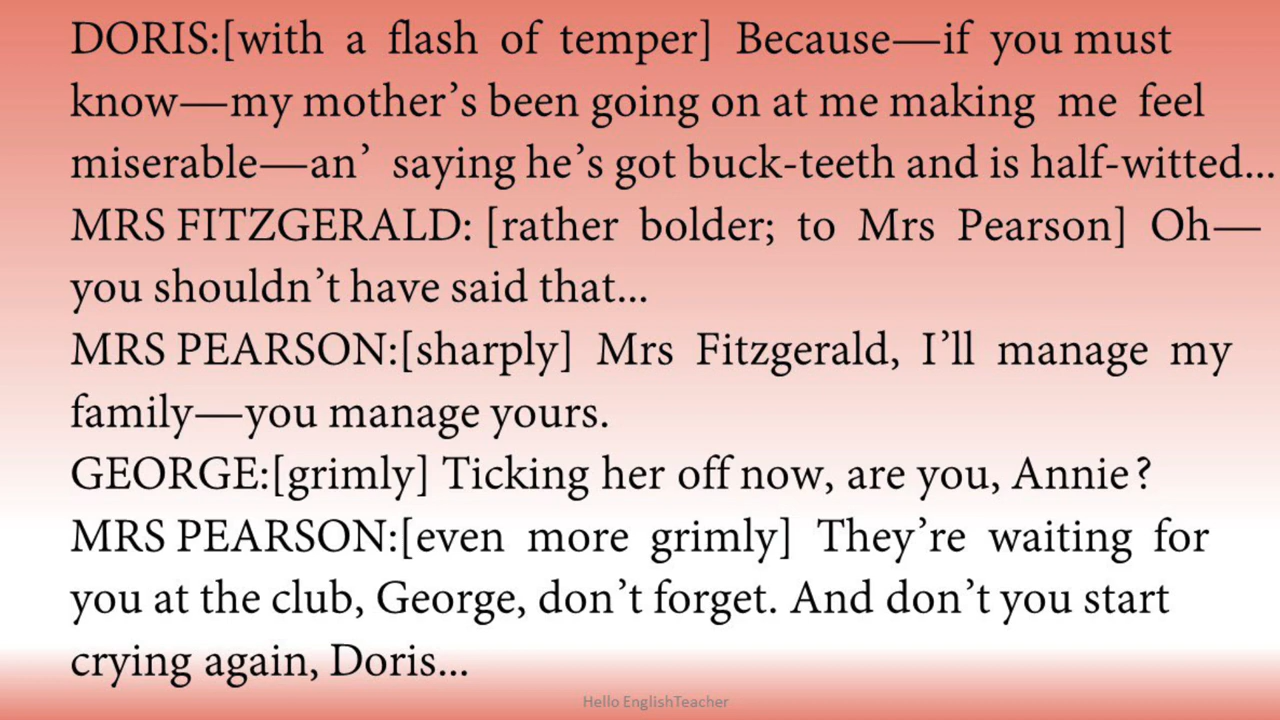 DORIS:[with a flash of temper] Because—if you must
know—my mother’s been going on at me making me feel
miserable—an’ saying he’s got buck-teeth and is half-witted...
MRS FITZGERALD: [rather bolder; to Mrs Pearson] Oh—
you shouldn’t have said that...
MRS PEARSON:[sharply] Mrs Fitzgerald, I’ll manage my
family—you manage yours.
GEORGE:[grimly] Ticking her off now, are you, Annie?
MRS PEARSON:[even more grimly] They’re waiting for
you at the club, George, don’t forget. And don’t you start
crying again, Doris...
Hello EnglishTeacher